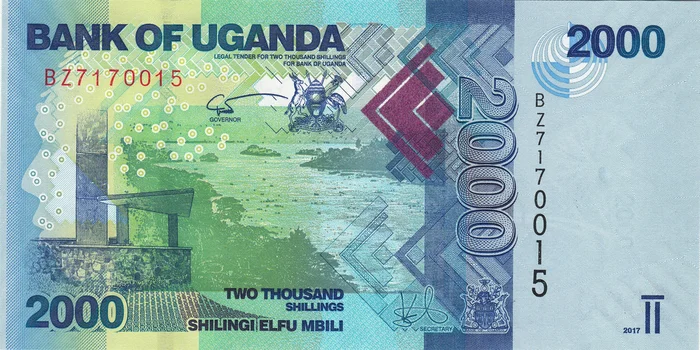 BANK OF UGANDA
LEGAL TENDER FOR TWO THOUSAND SHILLINGS
FOR BANK OF UGANDA
2000
BZ7170015
GOVERNOR
2000
BZ7170015
2000
TWO THOUSAND
SHILLINGS
SHILINGI ELFU MBILI
SECRETARY
2017